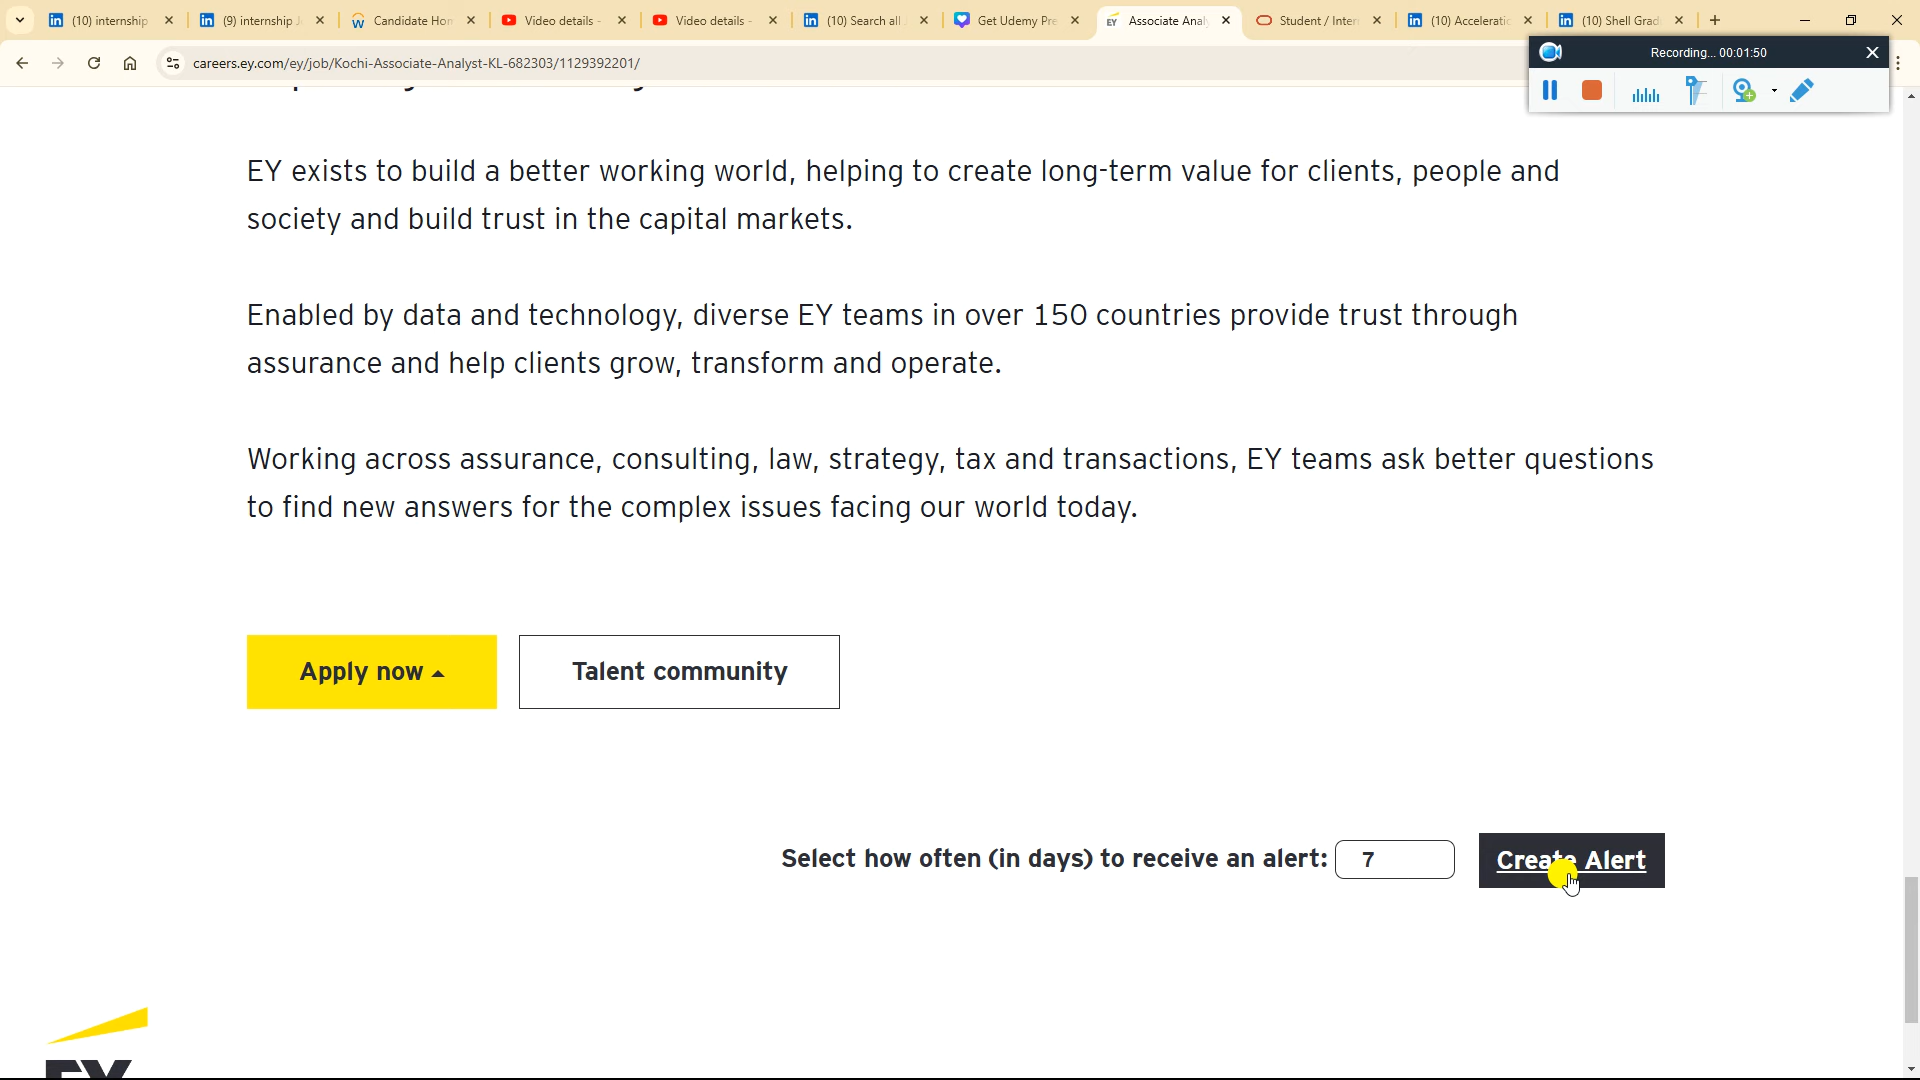 (10) internship
(9) internship J
Candidate Hom
Video details -
Video details -
(10) Search all J
Get Udemy Pre
EY Associate Analy
Student / Inter
(10) Acceleratio
(10) Shell Grad
careers.ey.com/ey/job/Kochi-Associate-Analyst-KL-682303/1129392201/
Recording... 00:01:50
EY exists to build a better working world, helping to create long-term value for clients, people and
society and build trust in the capital markets.
Enabled by data and technology, diverse EY teams in over 150 countries provide trust through
assurance and help clients grow, transform and operate.
Working across assurance, consulting, law, strategy, tax and transactions, EY teams ask better questions
to find new answers for the complex issues facing our world today.
Apply now
Talent community
Select how often (in days) to receive an alert: 7
Create Alert
EY